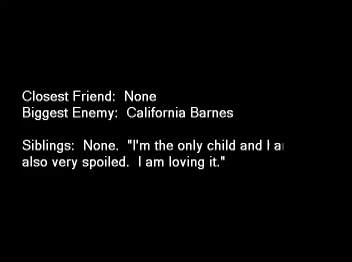 Closest Friend:  None
Biggest Enemy:  California Barnes
Siblings:  None.  "I'm the only child and I
also very spoiled.  I am loving it."